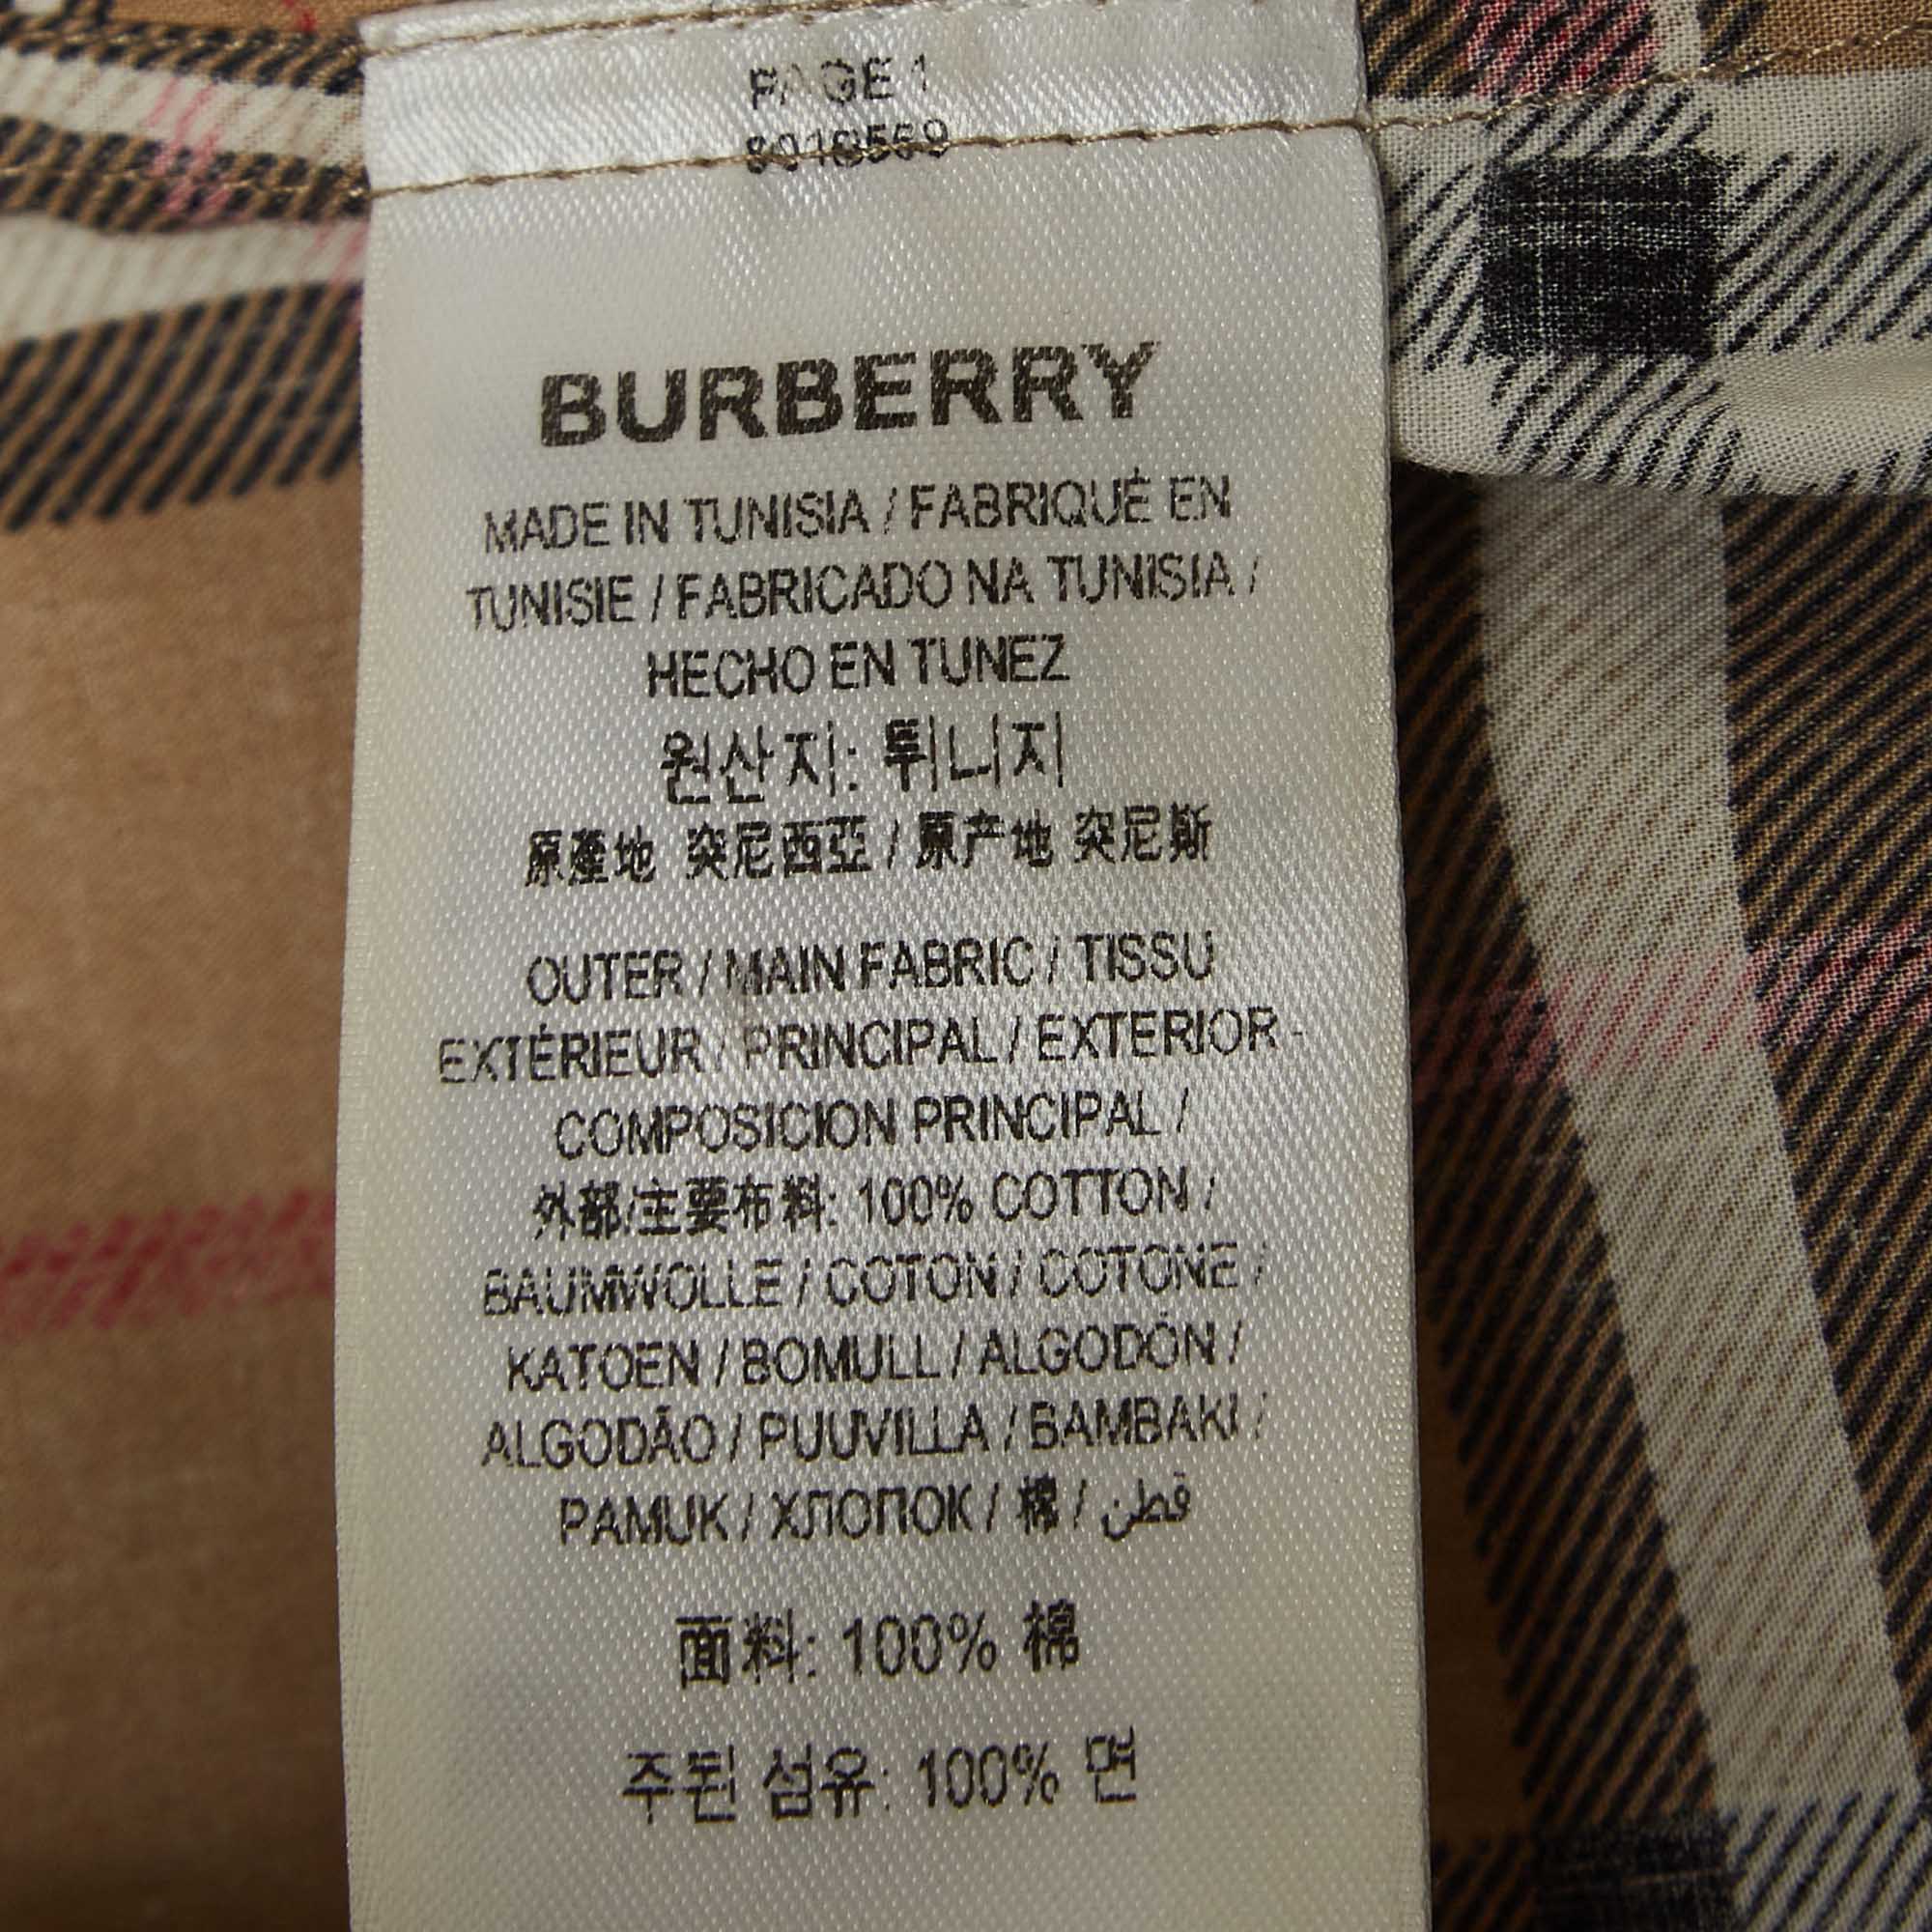 PAGE 1
BURBERRY
MADE IN TUNISIA / FABRIQUÉ EN
TUNISIE / FABRICADO NA TUNISIA /
HECHO EN TUNEZ
원산지: 튀니지
原產地 突尼西亞 / 原产地 突尼斯
OUTER / MAIN FABRIC / TISSU
EXTÉRIEUR / PRINCIPAL / EXTERIOR -
COMPOSICION PRINCIPAL /
外部/主要布料: 100% COTTON /
BAUMWOLLE / COTON / COTONE /
KATOEN / BOMULL / ALGODÓN /
ALGODÃO / PUUVILLA / BAMBAKI /
PAMUK / ХЛОПОК / 棉 / قطن
面料: 100% 棉
주된 섬유: 100% 면